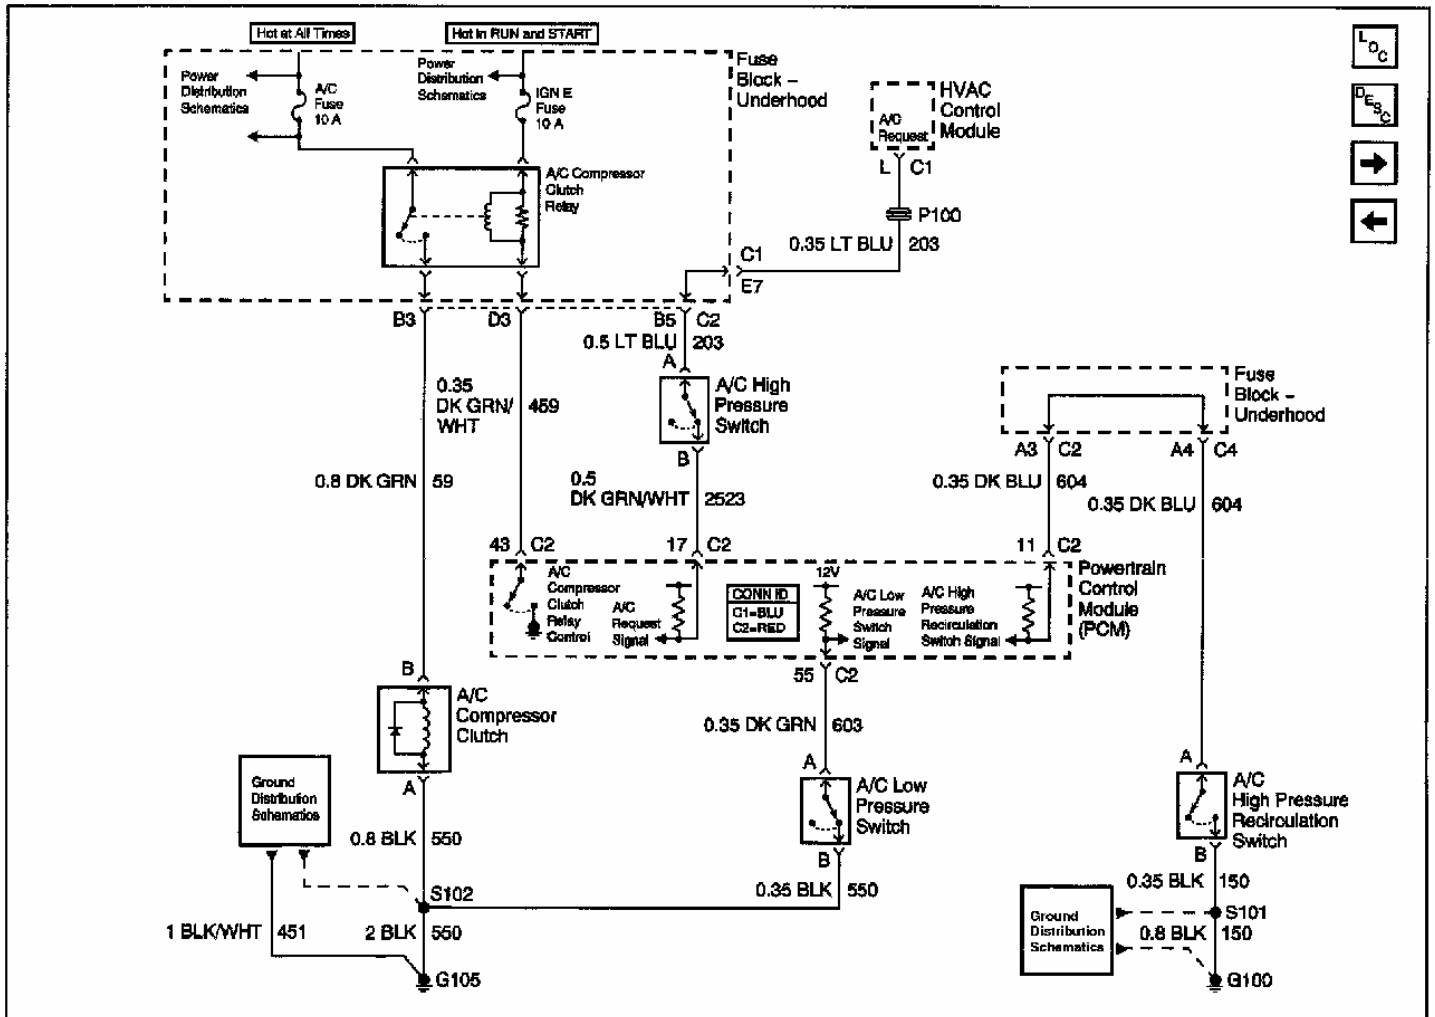 Hot at All Times
Hot in RUN and START
Power
Distribution
Schematics
A/C
Fuse
10 A
Power
Distribution
Schematics
IGN E
Fuse
10 A
Fuse
Block –
Underhood
A/C
Request
HVAC
Control
Module
L C1
P100
0.35 LT BLU 203
A/C Compressor
Clutch
Relay
C1
E7
B3 D3 B5 C2
0.5 LT BLU 203
A
A/C High
Pressure
Switch
B
0.35
DK GRN/
WHT
459
0.8 DK GRN 59
0.5
DK GRN/WHT 2523
Fuse
Block –
Underhood
A3 C2 A4 C4
0.35 DK BLU 604
0.35 DK BLU 604
43 C2 17 C2 11 C2
A/C
Compressor
Clutch
Relay
Control
A/C
Request
Signal
CONN ID
C1=BLU
C2=RED
12V
A/C Low
Pressure
Switch
Signal
A/C High
Pressure
Recirculation
Switch Signal
Powertrain
Control
Module
(PCM)
55 C2
0.35 DK GRN 603
B
A/C
Compressor
Clutch
A
A
A/C Low
Pressure
Switch
B
A
A/C
High Pressure
Recirculation
Switch
B
Ground
Distribution
Schematics
0.8 BLK 550
0.35 BLK 550
S102
1 BLK/WHT 451
2 BLK 550
G105
0.35 BLK 150
Ground
Distribution
Schematics
S101
0.8 BLK 150
G100
LOC
DESC